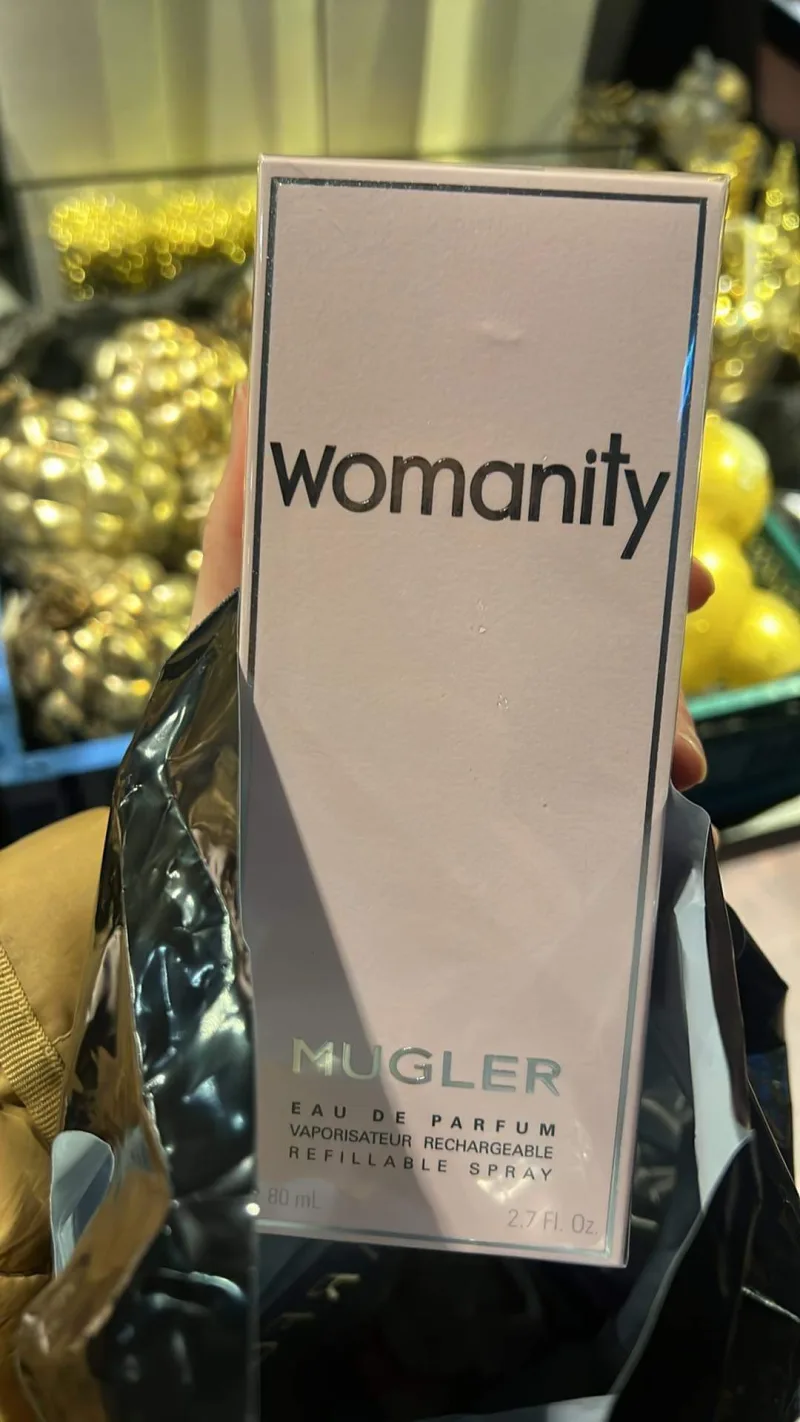 womanity
MUGLER
EAU DE PARFUM
VAPORISATEUR RECHARGEABLE
REFILLABLE SPRAY
80 mL
2.7 Fl. Oz.